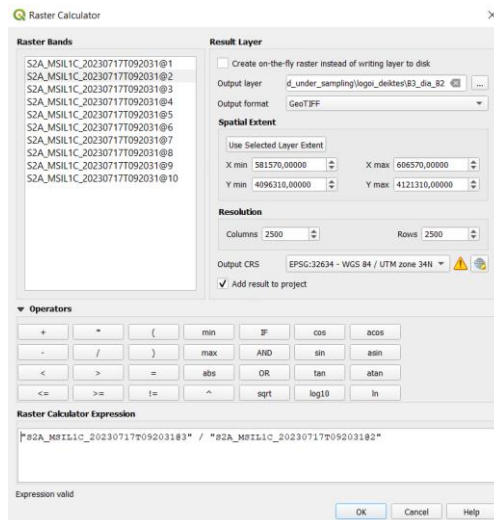 Raster Calculator
Raster Bands
S2A_MSIL1C_20230717T092031@1
S2A_MSIL1C_20230717T092031@2
S2A_MSIL1C_20230717T092031@3
S2A_MSIL1C_20230717T092031@4
S2A_MSIL1C_20230717T092031@5
S2A_MSIL1C_20230717T092031@6
S2A_MSIL1C_20230717T092031@7
S2A_MSIL1C_20230717T092031@8
S2A_MSIL1C_20230717T092031@9
S2A_MSIL1C_20230717T092031@10
Result Layer
Create on-the-fly raster instead of writing layer to disk
Output layer d_under_sampling\logoi_deiktes\B3_dia_B2 ...
Output format GeoTIFF
Spatial Extent
Use Selected Layer Extent
X min 581570,00000 X max 606570,00000
Y min 4096310,00000 Y max 4121310,00000
Resolution
Columns 2500 Rows 2500
Output CRS EPSG:32634 - WGS 84 / UTM zone 34N
Add result to project
Operators
+ * ( min IF cos acos
- / ) max AND sin asin
< > = abs OR tan atan
<= >= != ^ sqrt log10 ln
Raster Calculator Expression
"S2A_MSIL1C_20230717T092031@3" / "S2A_MSIL1C_20230717T092031@2"
Expression valid
OK Cancel Help